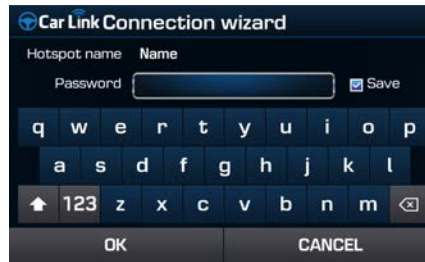 Car Link Connection wizard
Hotspot name Name
Password Save
q w e r t y u i o p
a s d f g h j k l
123 z x c v b n m
OK CANCEL